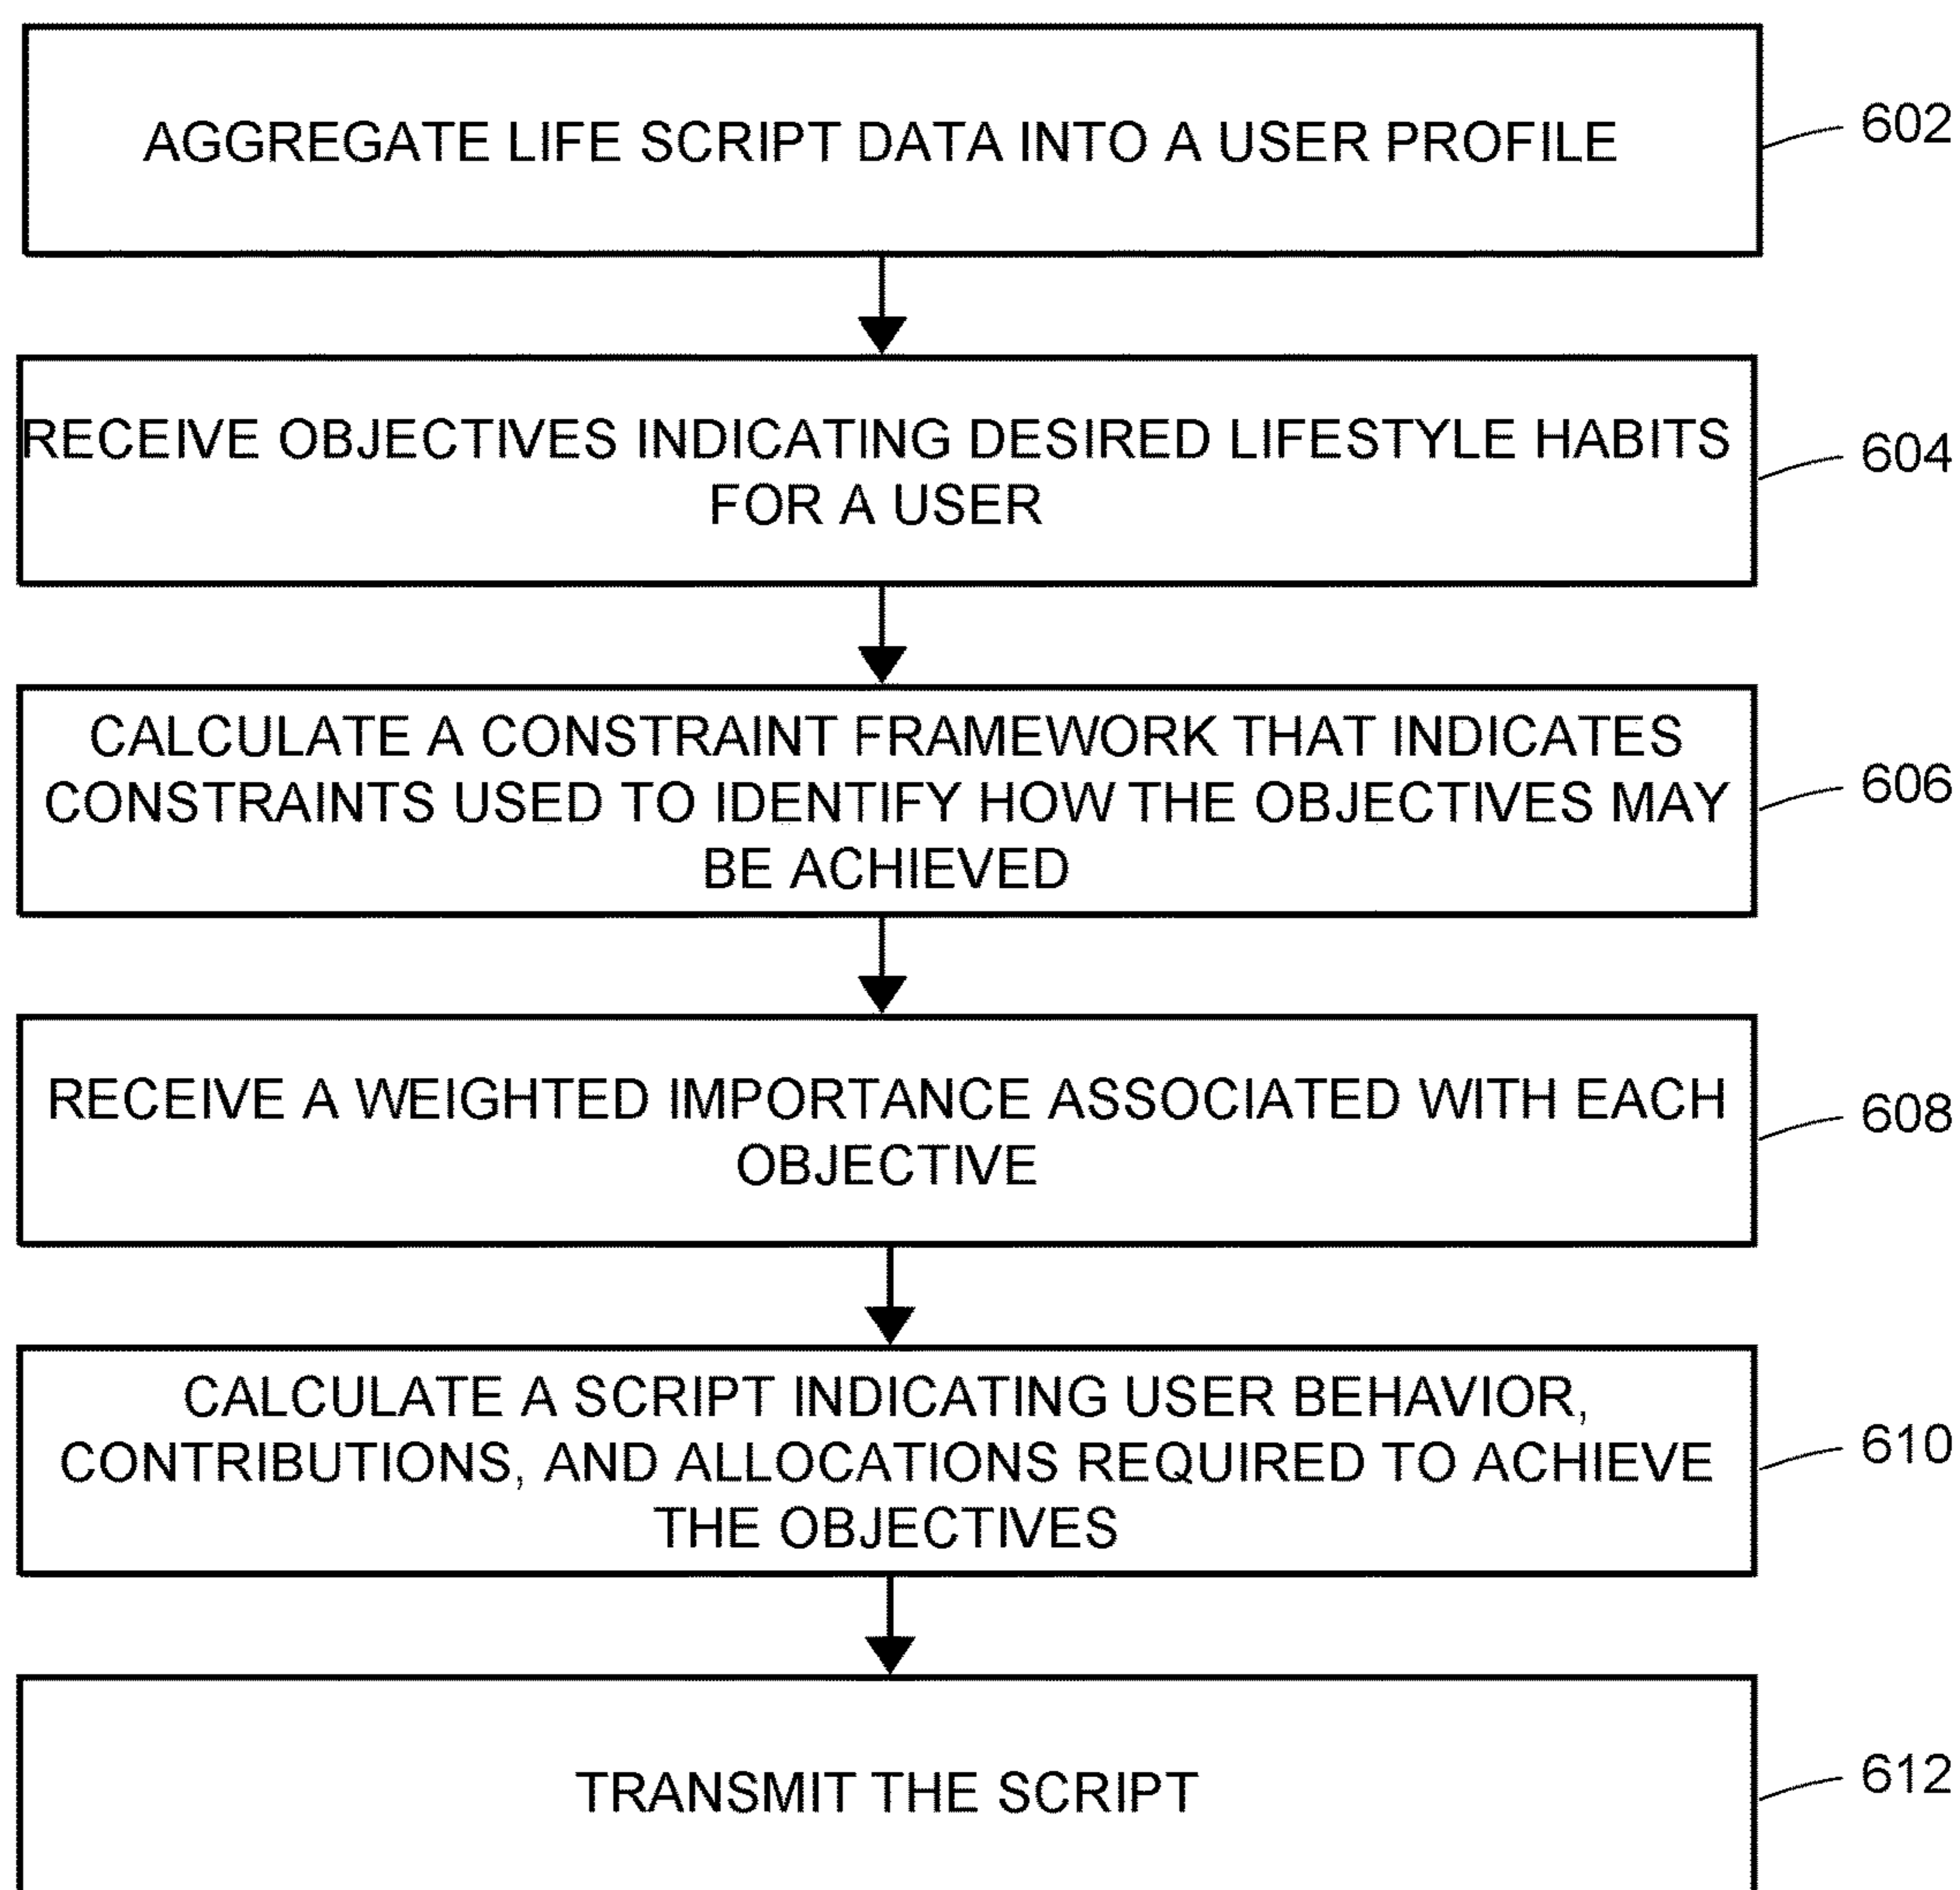 AGGREGATE LIFE SCRIPT DATA INTO A USER PROFILE
602
RECEIVE OBJECTIVES INDICATING DESIRED LIFESTYLE HABITS
FOR A USER
604
CALCULATE A CONSTRAINT FRAMEWORK THAT INDICATES
CONSTRAINTS USED TO IDENTIFY HOW THE OBJECTIVES MAY
BE ACHIEVED
606
RECEIVE A WEIGHTED IMPORTANCE ASSOCIATED WITH EACH
OBJECTIVE
608
CALCULATE A SCRIPT INDICATING USER BEHAVIOR,
CONTRIBUTIONS, AND ALLOCATIONS REQUIRED TO ACHIEVE
THE OBJECTIVES
610
TRANSMIT THE SCRIPT
612